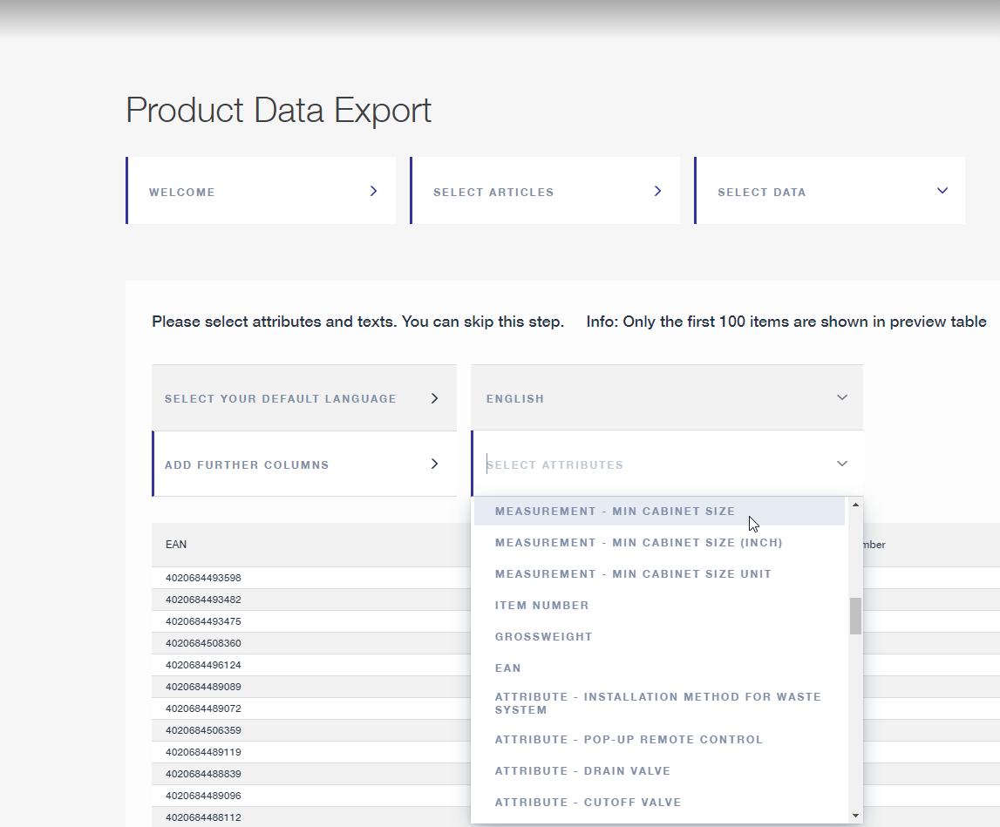 Product Data Export
WELCOME
SELECT ARTICLES
SELECT DATA
Please select attributes and texts. You can skip this step. Info: Only the first 100 items are shown in preview table
SELECT YOUR DEFAULT LANGUAGE
ENGLISH
ADD FURTHER COLUMNS
SELECT ATTRIBUTES
MEASUREMENT - MIN CABINET SIZE
MEASUREMENT - MIN CABINET SIZE (INCH)
MEASUREMENT - MIN CABINET SIZE UNIT
ITEM NUMBER
GROSSWEIGHT
EAN
ATTRIBUTE - INSTALLATION METHOD FOR WASTE
SYSTEM
ATTRIBUTE - POP-UP REMOTE CONTROL
ATTRIBUTE - DRAIN VALVE
ATTRIBUTE - CUTOFF VALVE
EAN
4020684493598
4020684493482
4020684493475
4020684508360
4020684496124
4020684489089
4020684489072
4020684506359
4020684489119
4020684488839
4020684489096
4020684488112